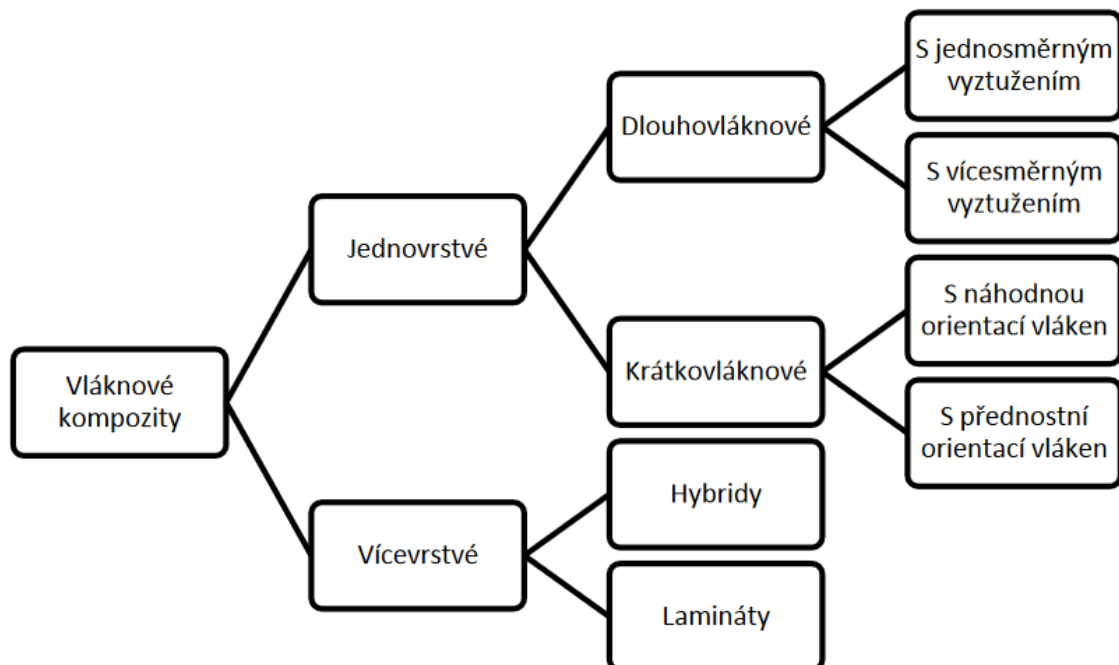 Vláknové
kompozity
Jednovrstvé
Dlouhovláknové
S jednosměrným
vyztužením
S vícesměrným
vyztužením
Krátkovláknové
S náhodnou
orientací vláken
S přednostní
orientací vláken
Vícevrstvé
Hybridy
Lamináty